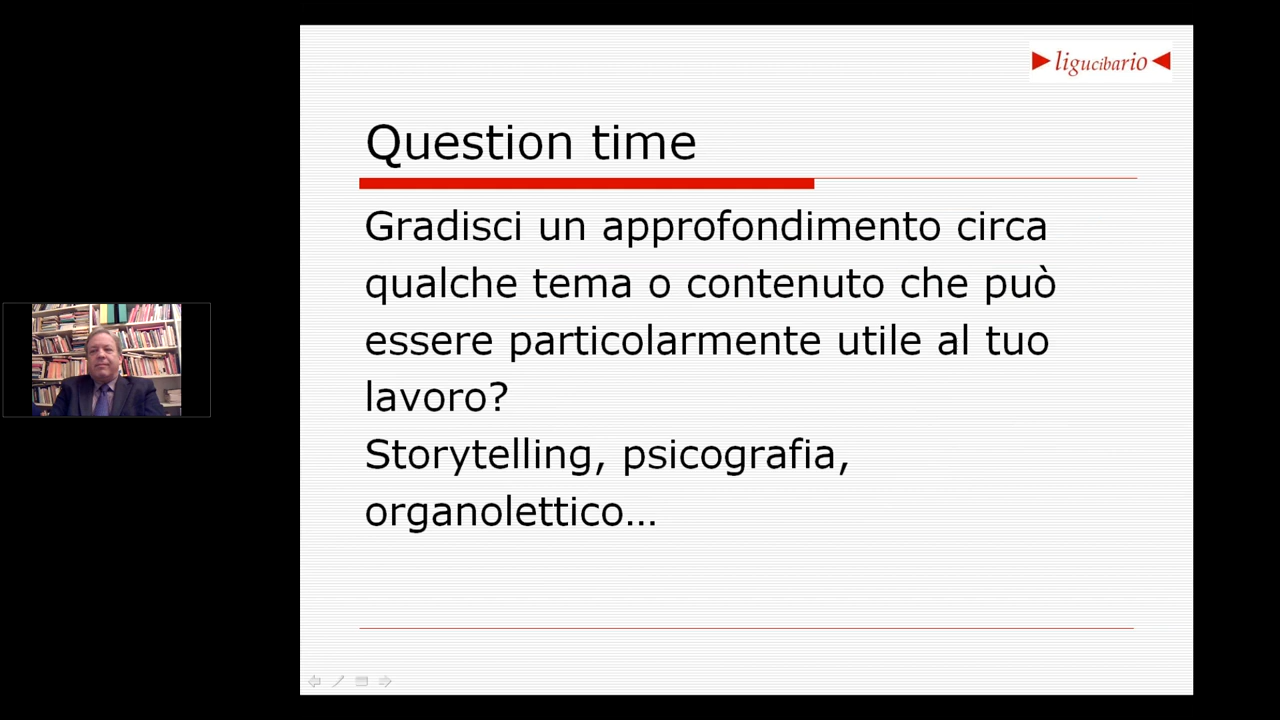 ligucibario
Question time
Gradisci un approfondimento circa
qualche tema o contenuto che può
essere particolarmente utile al tuo
lavoro?
Storytelling, psicografia,
organolettico…